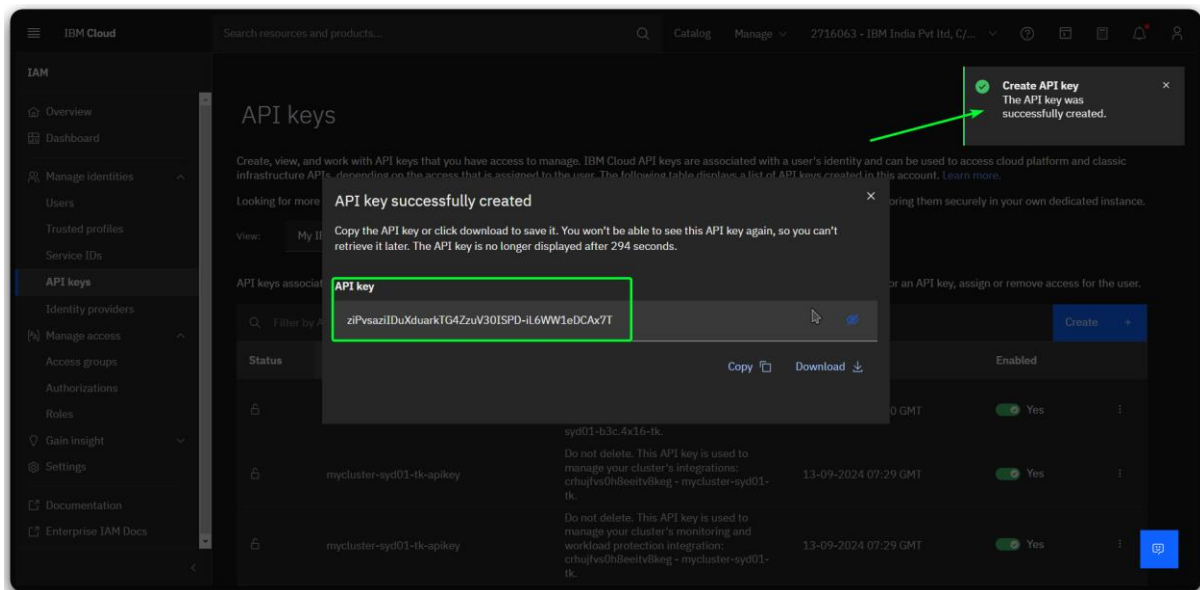 IBM Cloud
Search resources and products...
Catalog
Manage
2716063 - IBM India Pvt ltd, C/...
IAM
Overview
Dashboard
Manage identities
Users
Trusted profiles
Service IDs
API keys
Identity providers
Manage access
Access groups
Authorizations
Roles
Gain insight
Settings
Documentation
Enterprise IAM Docs
Create API key
The API key was
successfully created.
API keys
Create, view, and work with API keys that you have access to manage. IBM Cloud API keys are associated with a user's identity and can be used to access cloud platform and classic
infrastructure APIs, depending on the access that is assigned to the user. The following table displays a list of API keys created in this account. Learn more.
Looking for more
oring them securely in your own dedicated instance.
View:
My I
API key successfully created
Copy the API key or click download to save it. You won't be able to see this API key again, so you can't
retrieve it later. The API key is no longer displayed after 294 seconds.
API key
ziPvsaziIDuXduarkTG4ZzuV30ISPD-iL6WW1eDCAx7T
Copy
Download
API keys associat
or an API key, assign or remove access for the user.
Filter by A
Create
Status
Enabled
0 GMT
Yes
syd01-b3c.4x16-tk.
mycluster-syd01-tk-apikey
Do not delete. This API key is used to
manage your cluster's integrations:
crhujfvs0h8eeitv8keg - mycluster-syd01-
tk.
13-09-2024 07:29 GMT
Yes
mycluster-syd01-tk-apikey
Do not delete. This API key is used to
manage your cluster's monitoring and
workload protection integration:
crhujfvs0h8eeitv8keg - mycluster-syd01-
tk.
13-09-2024 07:29 GMT
Yes